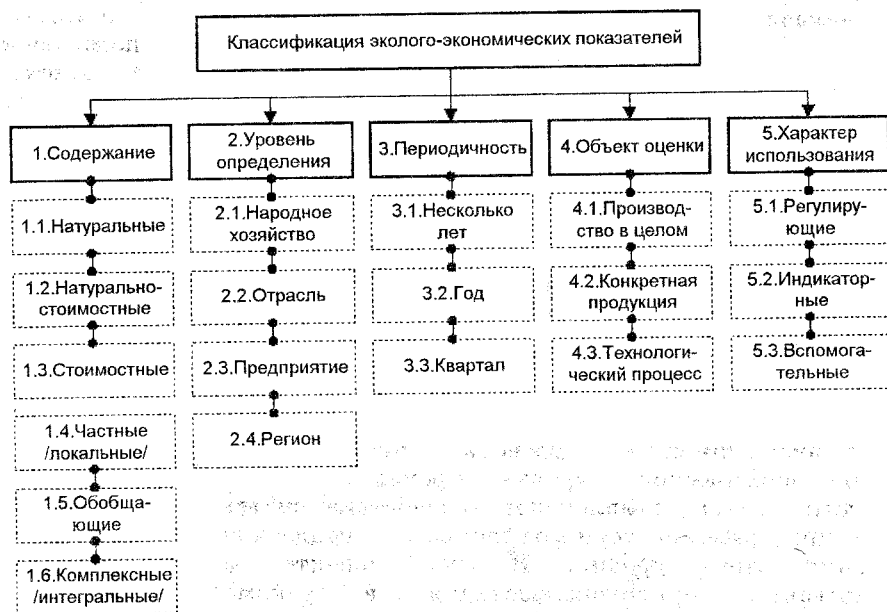 Классификация эколого-экономических показателей
1.Содержание
2.Уровень
определения
3.Периодичность
4.Объект оценки
5.Характер
использования
1.1.Натуральные
1.2.Натурально-
стоимостные
1.3.Стоимостные
1.4.Частные
/локальные/
1.5.Обобща-
ющие
1.6.Комплексные
/интегральные/
2.1.Народное
хозяйство
2.2.Отрасль
2.3.Предприятие
2.4.Регион
3.1.Несколько
лет
3.2.Год
3.3.Квартал
4.1.Производ-
ство в целом
4.2.Конкретная
продукция
4.3.Технологи-
ческий процесс
5.1.Регулиру-
ющие
5.2.Индикатор-
ные
5.3.Вспомога-
тельные